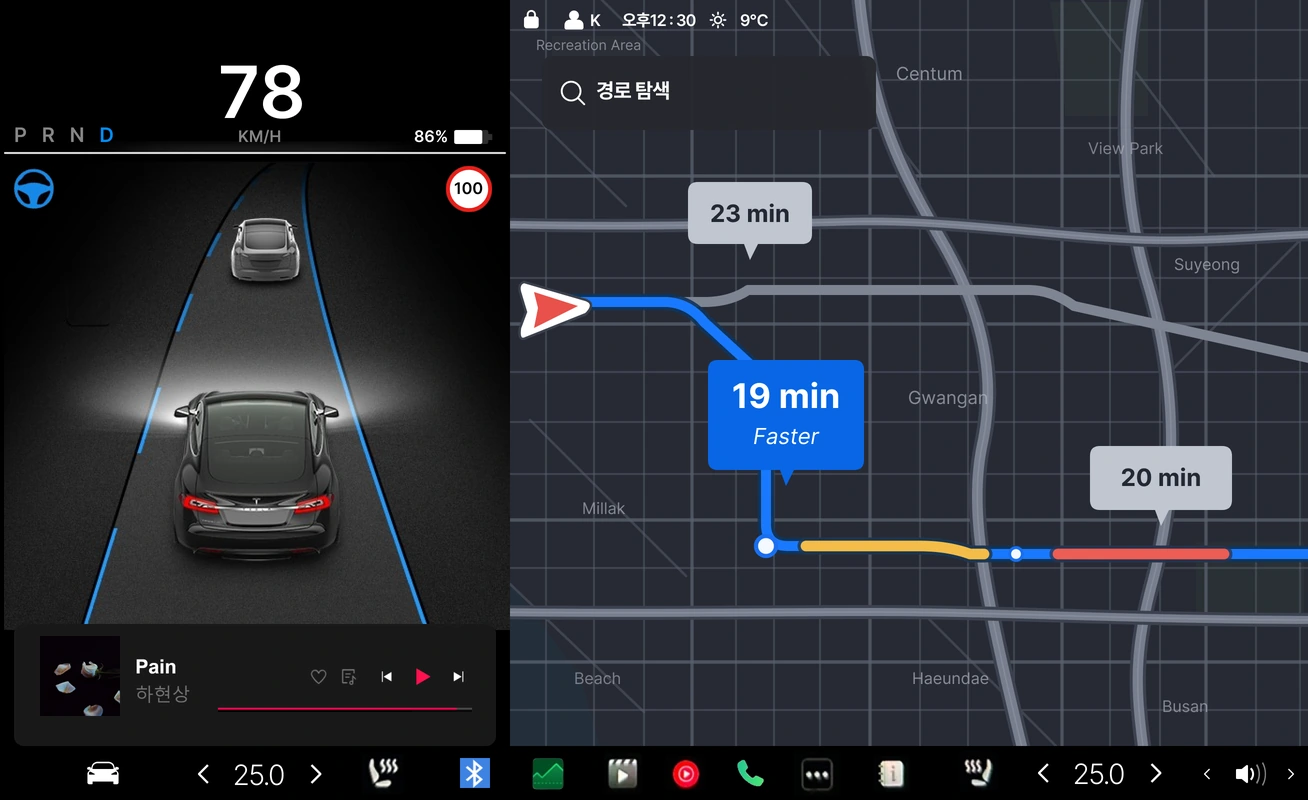 78
KM/H
P R N D
86%
100
Pain
하현상
K 오후12:30 9°C
Recreation Area
경로 탐색
Centum
View Park
23 min
Suyeong
19 min
Faster
Gwangan
20 min
Millak
Beach
Haeundae
Busan
25.0
25.0